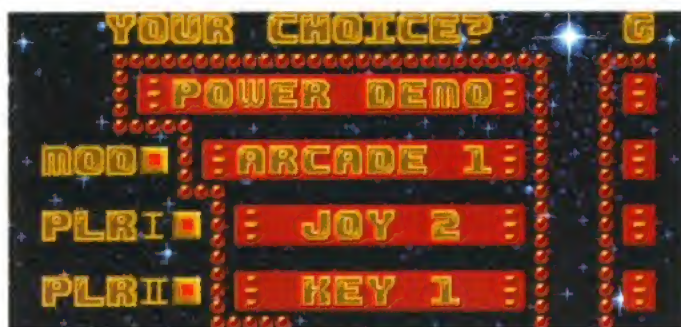 YOUR CHOICE? G
POWER DEMO
MOD ARCADE 1
PLR I JOY 2
PLR II KEY 1